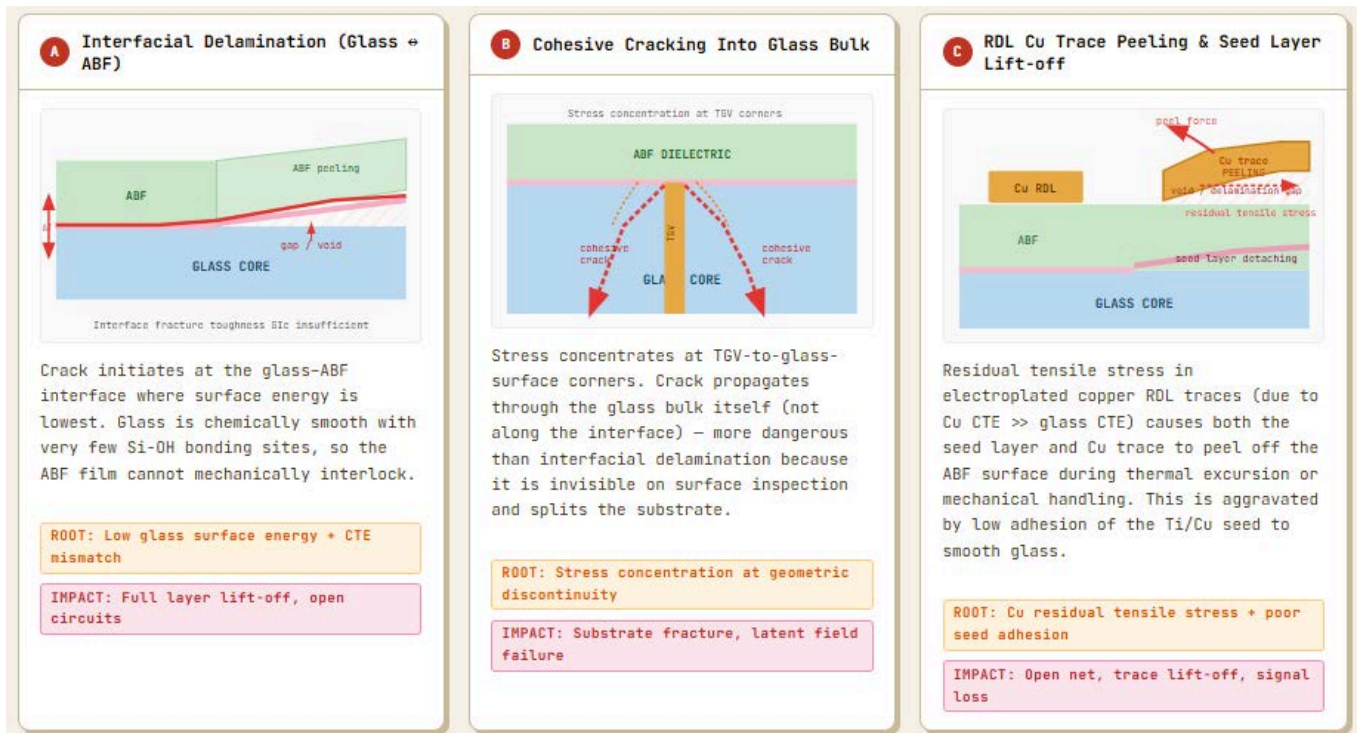 A
Interfacial Delamination (Glass ↔
ABF)
ABF peeling
ABF
gap / void
GLASS CORE
Interface fracture toughness GIc insufficient
Crack initiates at the glass–ABF
interface where surface energy is
lowest. Glass is chemically smooth with
very few Si-OH bonding sites, so the
ABF film cannot mechanically interlock.
ROOT: Low glass surface energy + CTE
mismatch
IMPACT: Full layer lift-off, open
circuits
B
Cohesive Cracking Into Glass Bulk
Stress concentration at TGV corners
ABF DIELECTRIC
TGV
cohesive
crack
cohesive
crack
GLA CORE
Stress concentrates at TGV-to-glass-
surface corners. Crack propagates
through the glass bulk itself (not
along the interface) — more dangerous
than interfacial delamination because
it is invisible on surface inspection
and splits the substrate.
ROOT: Stress concentration at geometric
discontinuity
IMPACT: Substrate fracture, latent field
failure
C
RDL Cu Trace Peeling & Seed Layer
Lift-off
peel force
Cu trace
PEELING
Cu RDL
void / delamination gap
residual tensile stress
ABF
seed layer detaching
GLASS CORE
Residual tensile stress in
electroplated copper RDL traces (due to
Cu CTE >> glass CTE) causes both the
seed layer and Cu trace to peel off the
ABF surface during thermal excursion or
mechanical handling. This is aggravated
by low adhesion of the Ti/Cu seed to
smooth glass.
ROOT: Cu residual tensile stress + poor
seed adhesion
IMPACT: Open net, trace lift-off, signal
loss